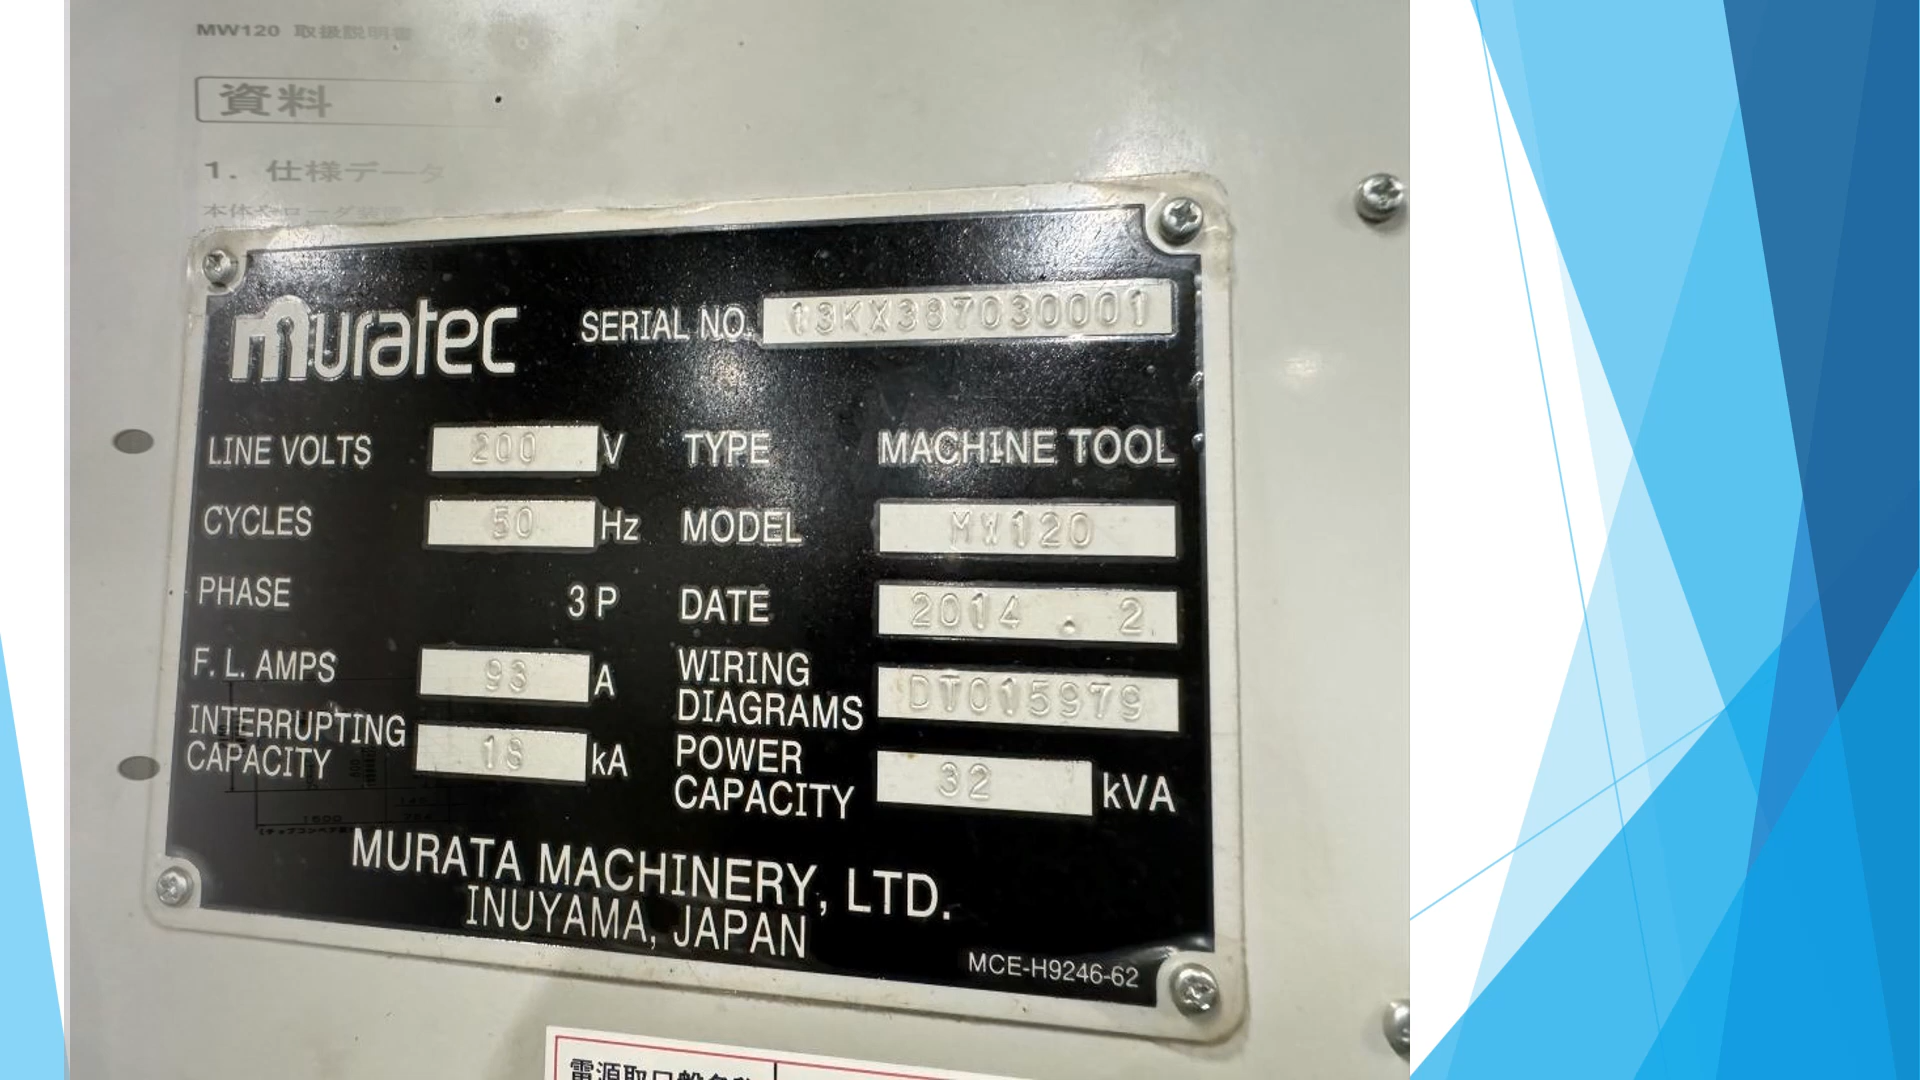 MW120 取扱説明書
資料
1. 仕様データ
muratec SERIAL NO. 13KX387030001
LINE VOLTS 200 V TYPE MACHINE TOOL
CYCLES 50 Hz MODEL MW120
PHASE 3 P DATE 2014 . 2
F. L. AMPS 93 A WIRING DIAGRAMS DT015979
INTERRUPTING CAPACITY 18 kA POWER CAPACITY 32 kVA
1500
MURATA MACHINERY, LTD.
INUYAMA, JAPAN
MCE-H9246-62